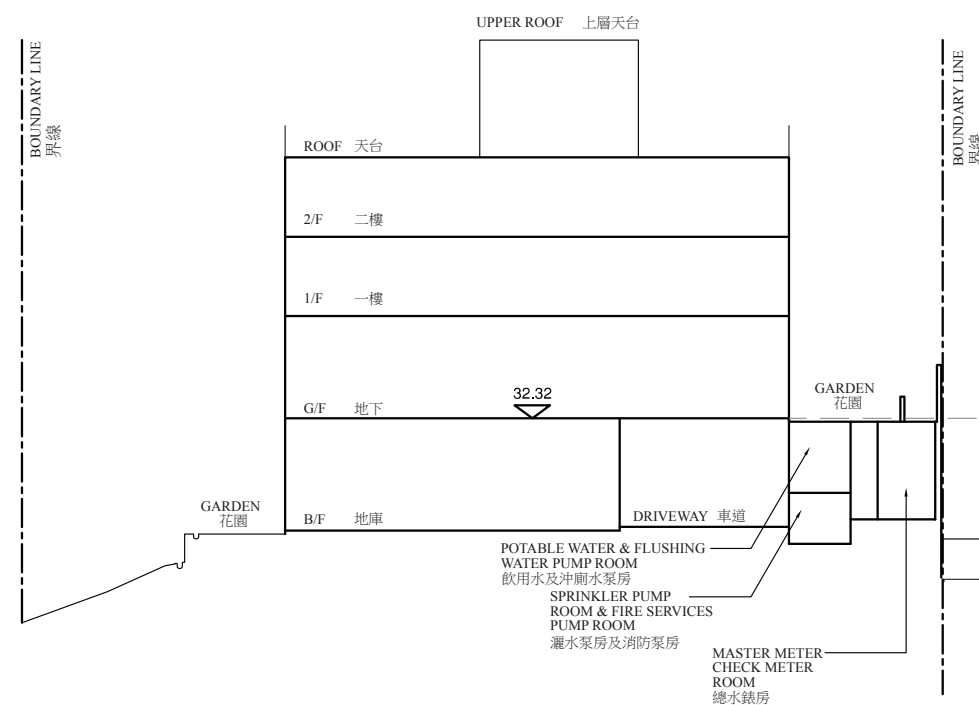 UPPER ROOF 上層天台
BOUNDARY LINE
界線
BOUNDARY LINE
界線
ROOF 天台
2/F 二樓
1/F 一樓
32.32
GARDEN
花園
G/F 地下
GARDEN
花園
B/F 地庫
DRIVEWAY 車道
POTABLE WATER & FLUSHING
WATER PUMP ROOM
飲用水及沖廁水泵房
SPRINKLER PUMP
ROOM & FIRE SERVICES
PUMP ROOM
灑水泵房及消防泵房
MASTER METER
CHECK METER
ROOM
總水錶房